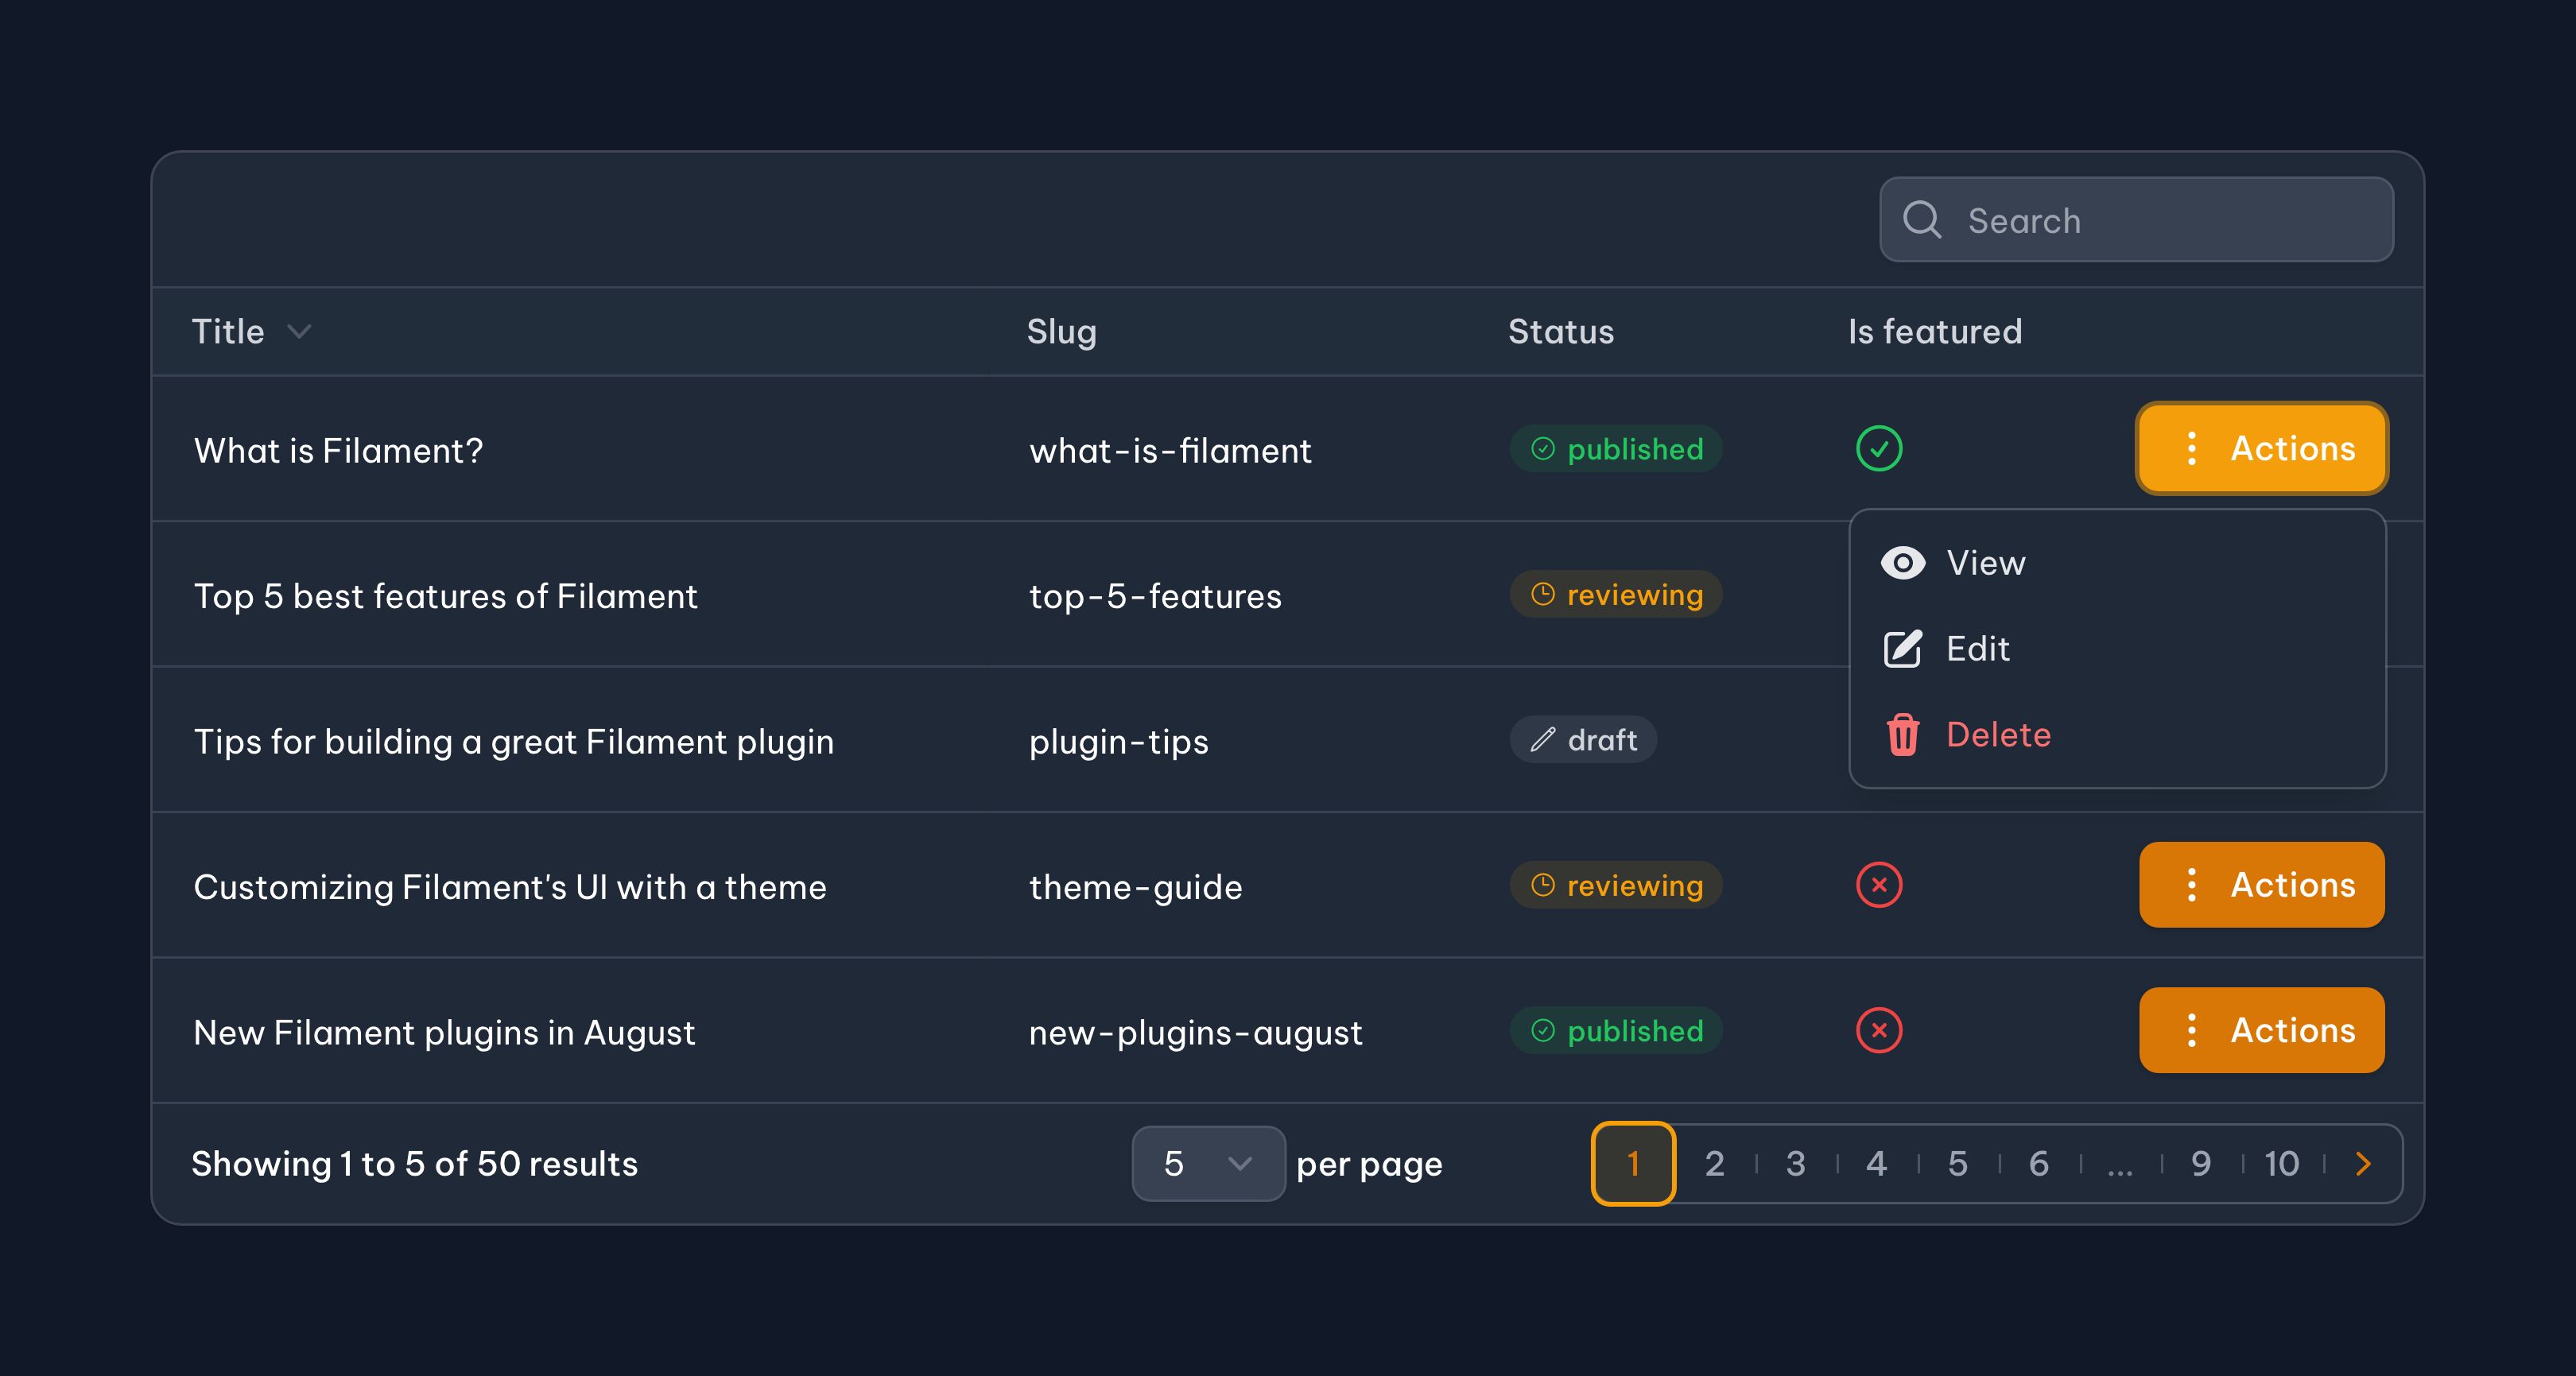 Search
Title Slug Status Is featured
What is Filament? what-is-filament published Actions
View
Top 5 best features of Filament top-5-features reviewing
Edit
Tips for building a great Filament plugin plugin-tips draft
Delete
Customizing Filament's UI with a theme theme-guide reviewing Actions
New Filament plugins in August new-plugins-august published Actions
Showing 1 to 5 of 50 results 5 per page 1 2 3 4 5 6 ... 9 10